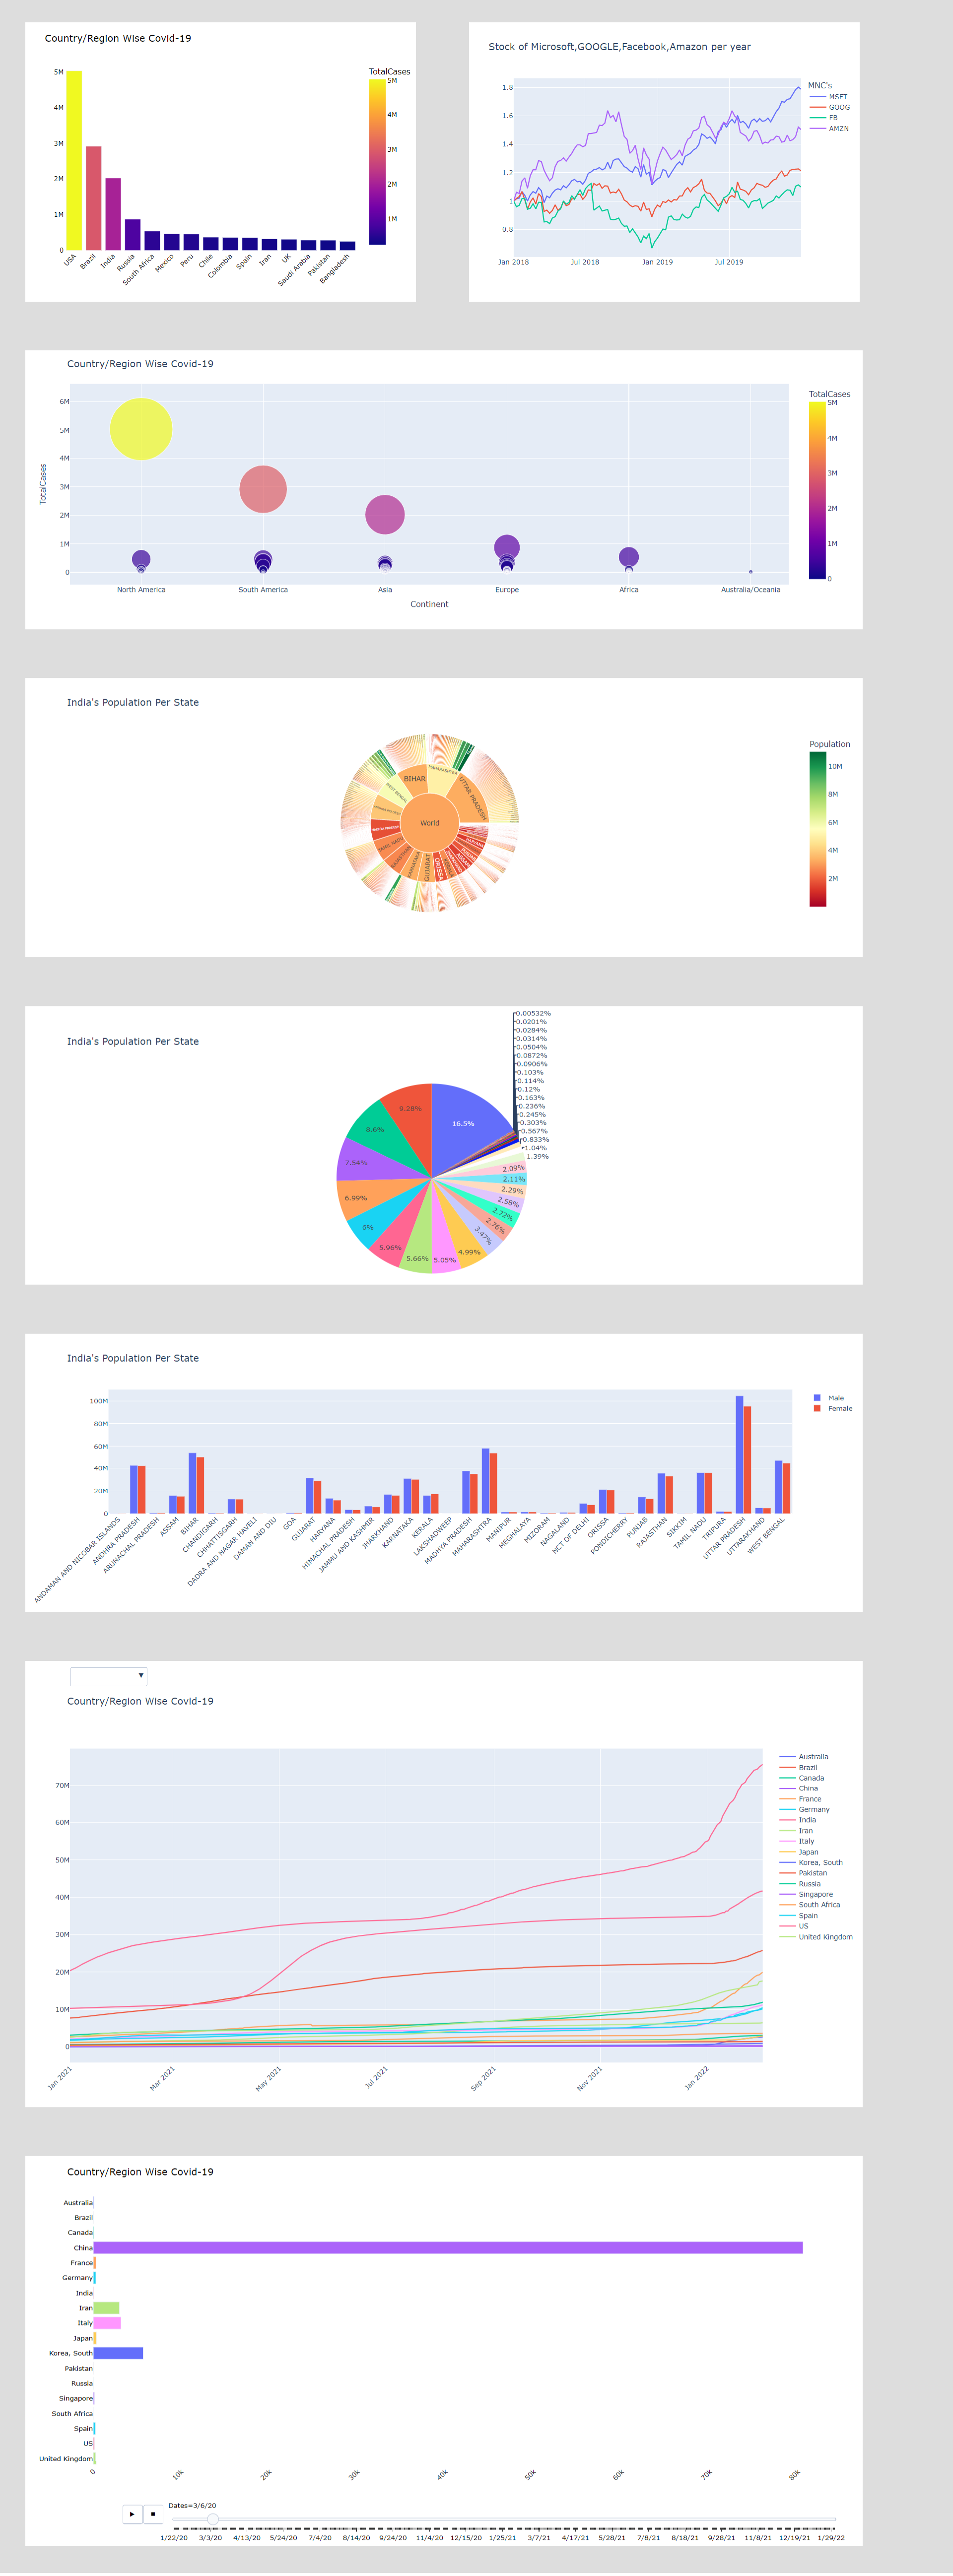 Country/Region Wise Covid-19
TotalCases
5M
4M
3M
2M
1M
0
5M
4M
3M
2M
1M
USA
Brazil
India
Russia
South Africa
Mexico
Peru
Chile
Colombia
Spain
Iran
UK
Saudi Arabia
Pakistan
Bangladesh
Stock of Microsoft,GOOGLE,Facebook,Amazon per year
MNC's
MSFT
GOOG
FB
AMZN
1.8
1.6
1.4
1.2
1
0.8
Jan 2018
Jul 2018
Jan 2019
Jul 2019
Country/Region Wise Covid-19
TotalCases
6M
5M
4M
3M
2M
1M
0
TotalCases
5M
4M
3M
2M
1M
0
North America
South America
Asia
Europe
Africa
Australia/Oceania
Continent
India's Population Per State
World
UTTAR PRADESH
MAHARASHTRA
BIHAR
WEST BENGAL
TAMIL NADU
RAJASTHAN
KARNATAKA
GUJARAT
ORISSA
Population
10M
8M
6M
4M
2M
India's Population Per State
0.00532%
0.0201%
0.0284%
0.0314%
0.0504%
0.0872%
0.0906%
0.103%
0.114%
0.12%
0.163%
0.236%
0.245%
0.303%
0.567%
0.833%
1.04%
1.39%
2.09%
2.11%
2.29%
2.58%
2.72%
2.76%
3.47%
4.99%
5.05%
5.66%
5.96%
6%
6.99%
7.54%
8.6%
9.28%
16.5%
India's Population Per State
Male
Female
100M
80M
60M
40M
20M
0
ANDAMAN AND NICOBAR ISLANDS
ANDHRA PRADESH
ARUNACHAL PRADESH
ASSAM
BIHAR
CHANDIGARH
CHHATTISGARH
DADRA AND NAGAR HAVELI
DAMAN AND DIU
GOA
GUJARAT
HARYANA
HIMACHAL PRADESH
JAMMU AND KASHMIR
JHARKHAND
KARNATAKA
KERALA
LAKSHADWEEP
MADHYA PRADESH
MAHARASHTRA
MANIPUR
MEGHALAYA
MIZORAM
NAGALAND
NCT OF DELHI
ORISSA
PONDICHERRY
PUNJAB
RAJASTHAN
SIKKIM
TAMIL NADU
TRIPURA
UTTAR PRADESH
UTTARAKHAND
WEST BENGAL
Country/Region Wise Covid-19
70M
60M
50M
40M
30M
20M
10M
0
Jan 2021
Mar 2021
May 2021
Jul 2021
Sep 2021
Nov 2021
Jan 2022
Australia
Brazil
Canada
China
France
Germany
India
Iran
Italy
Japan
Korea, South
Pakistan
Russia
Singapore
South Africa
Spain
US
United Kingdom
Country/Region Wise Covid-19
Australia
Brazil
Canada
China
France
Germany
India
Iran
Italy
Japan
Korea, South
Pakistan
Russia
Singapore
South Africa
Spain
US
United Kingdom
0
10k
20k
30k
40k
50k
60k
70k
80k
Dates=3/6/20
1/22/20 3/3/20 4/13/20 5/24/20 7/4/20 8/14/20 9/24/20 11/4/20 12/15/20 1/25/21 3/7/21 4/17/21 5/28/21 7/8/21 8/18/21 9/28/21 11/8/21 12/19/21 1/29/22